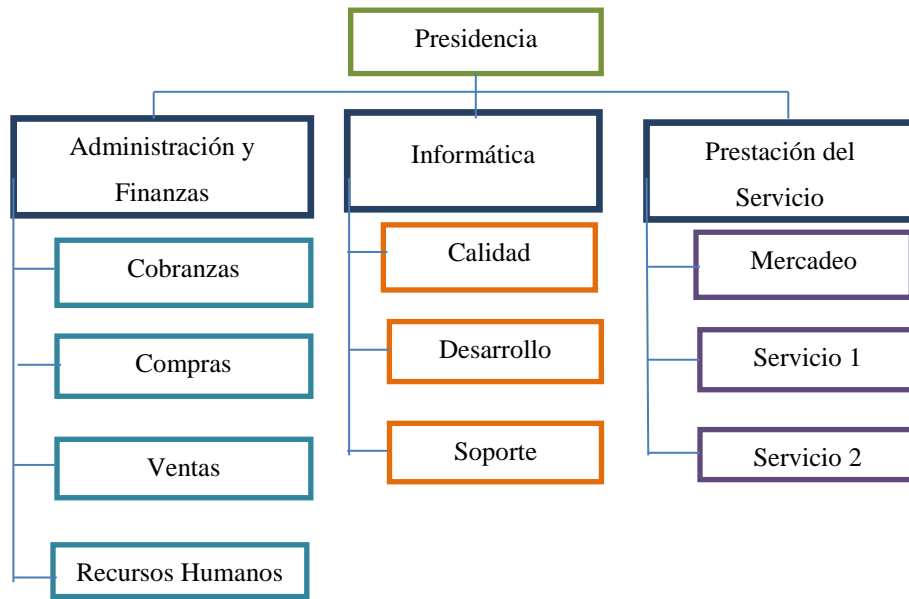 Presidencia
Administración y
Finanzas
Informática
Prestación del
Servicio
Cobranzas
Compras
Ventas
Recursos Humanos
Calidad
Desarrollo
Soporte
Mercadeo
Servicio 1
Servicio 2